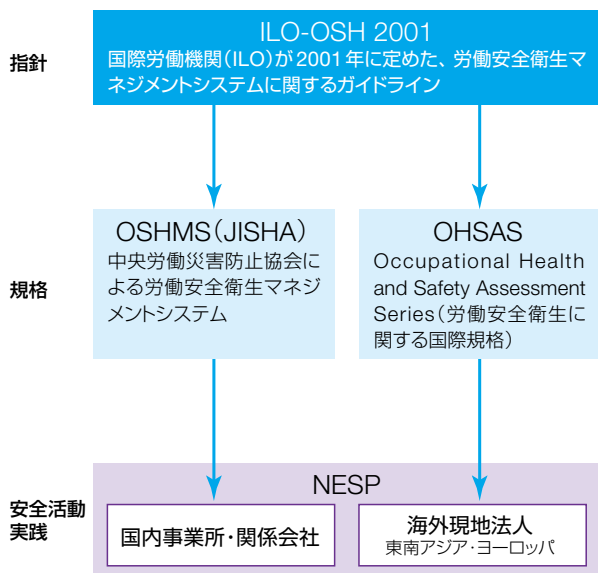 ILO-OSH 2001
指針
国際労働機関（ILO）が2001年に定めた、労働安全衛生マ
ネジメントシステムに関するガイドライン
OSHMS（JISHA）
中央労働災害防止協会に
よる労働安全衛生マネジ
メントシステム
OHSAS
Occupational Health
and Safety Assessment
Series（労働安全衛生に
関する国際規格）
規格
NESP
安全活動
実践
国内事業所・関係会社
海外現地法人
東南アジア・ヨーロッパ